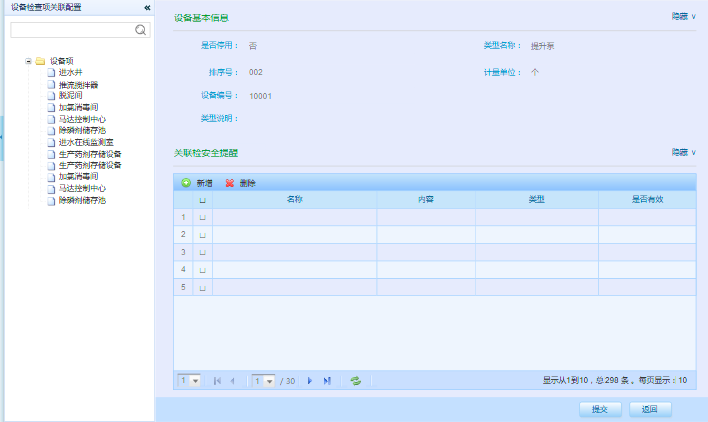 设备检查项关联配置 «
设备项
进水井
推流搅拌器
脱泥间
加氯消毒间
马达控制中心
除磷剂储存池
进水在线监测室
生产药剂存储设备
生产药剂存储设备
加氯消毒间
马达控制中心
除磷剂储存池
设备基本信息 隐藏 ∨
是否停用： 否 类型名称： 提升泵
排序号： 002 计量单位： 个
设备编号： 10001
类型说明：
关联检安全提醒 隐藏 ∨
新增 删除
名称 内容 类型 是否有效
1
2
3
4
5
1 1 / 30 显示从1到10，总 298 条 。每页显示：10
提交 返回